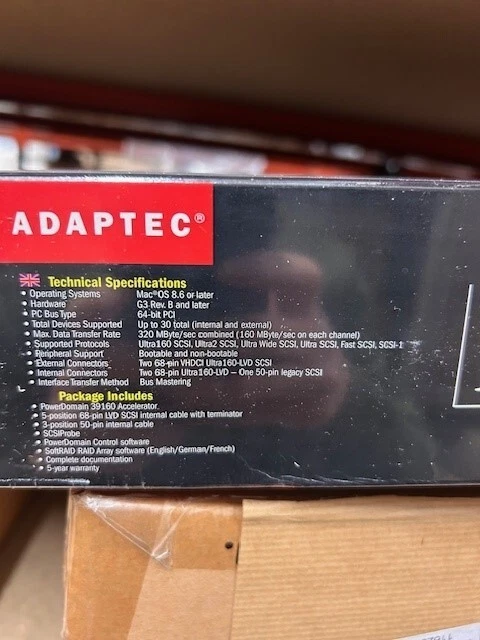 ADAPTEC®
Technical Specifications
• Operating Systems Mac®OS 8.6 or later
• Hardware G3 Rev. B and later
• PC Bus Type 64-bit PCI
• Total Devices Supported Up to 30 total (internal and external)
• Max. Data Transfer Rate 320 MByte/sec combined (160 MByte/sec on each channel)
• Supported Protocols Ultra160 SCSI, Ultra2 SCSI, Ultra Wide SCSI, Ultra SCSI, Fast SCSI, SCSI-1
• Peripheral Support Bootable and non-bootable
• External Connectors Two 68-pin VHDCI Ultra160-LVD SCSI
• Internal Connectors Two 68-pin Ultra160-LVD – One 50-pin legacy SCSI
• Interface Transfer Method Bus Mastering
Package Includes
• PowerDomain 39160 Accelerator
• 5-position 68-pin LVD SCSI internal cable with terminator
• 3-position 50-pin internal cable
• SCSIProbe
• PowerDomain Control software
• SoftRAID RAID Array software (English/German/French)
• Complete documentation
• 5-year warranty